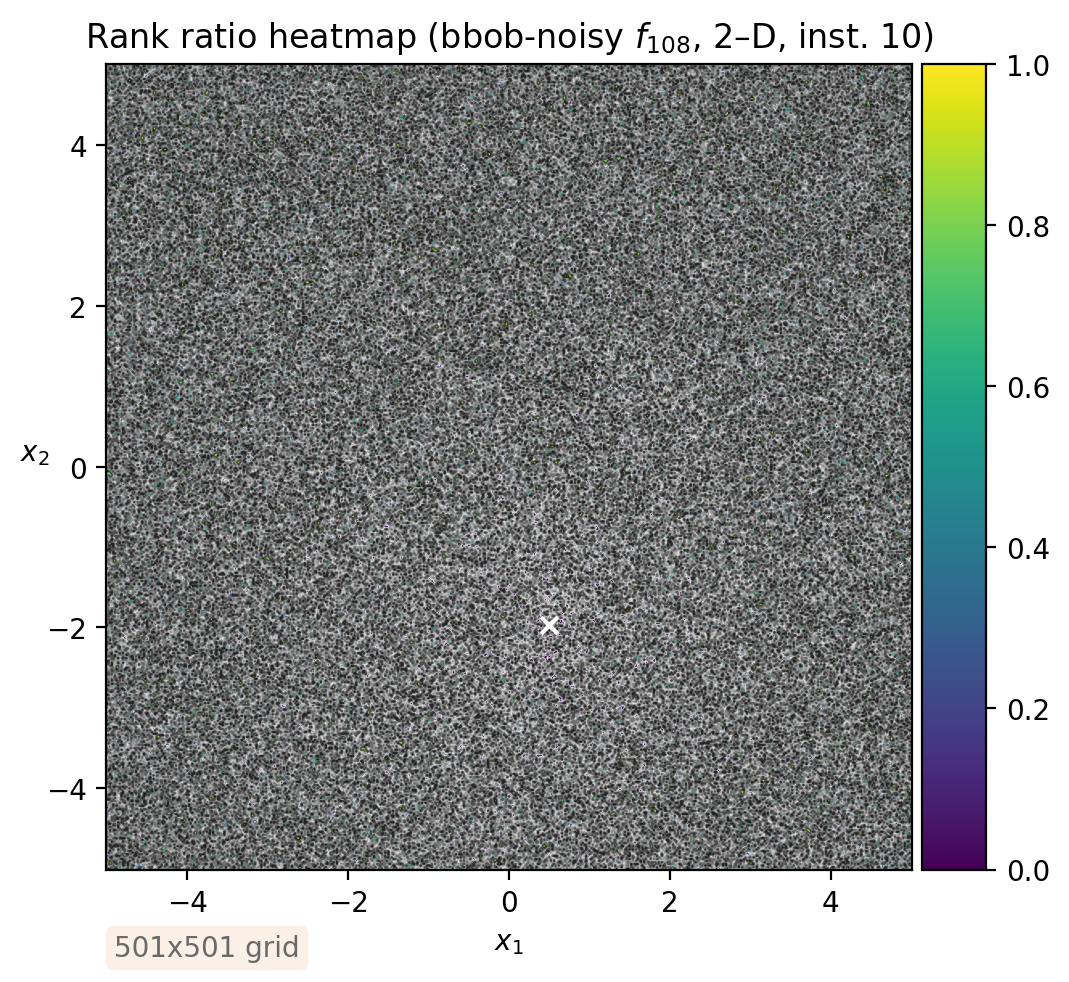 Rank ratio heatmap (bbob-noisy f108, 2–D, inst. 10)
1.0
0.8
0.6
0.4
0.2
0.0
4
2
0
−2
−4
x2
−4 −2 0 2 4
x1
501x501 grid